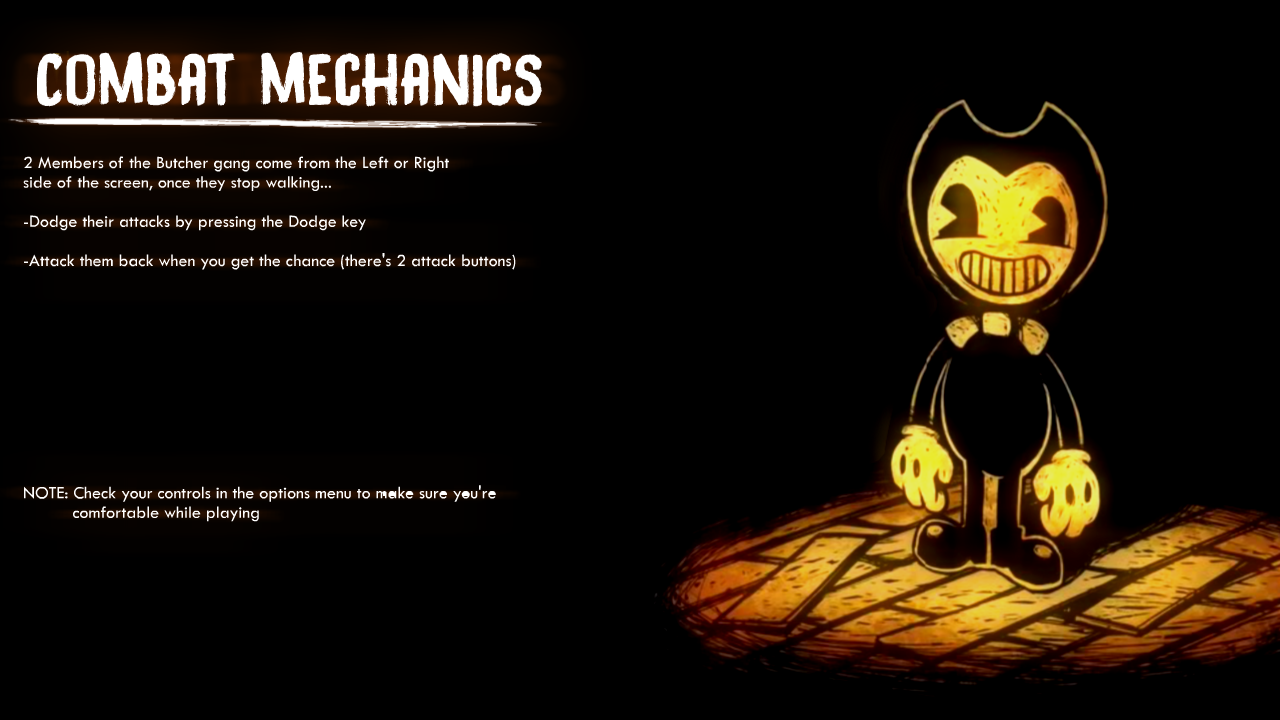 COMBAT MECHANICS
2 Members of the Butcher gang come from the Left or Right
side of the screen, once they stop walking...
-Dodge their attacks by pressing the Dodge key
-Attack them back when you get the chance (there's 2 attack buttons)
NOTE: Check your controls in the options menu to make sure you're
comfortable while playing